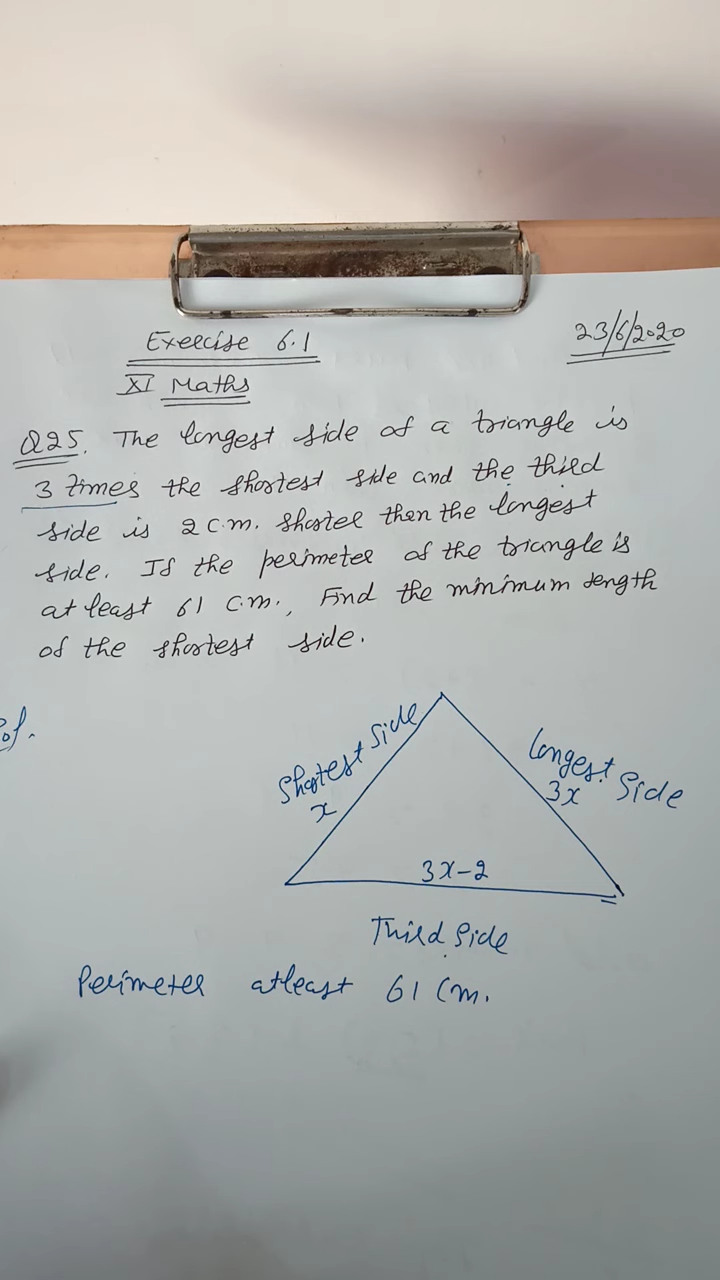 Exercise 6.1
23/6/2020
XI Maths
Q25. The longest side of a triangle is
3 times the shortest side and the third
side is 2 c.m. shorter then the longest
side. If the perimeter of the triangle is
at least 61 c.m., Find the minimum length
of the shortest side.
Shortest Side
x
Longest Side
3x
3x-2
Third Side
Perimeter atleast 61 Cm.